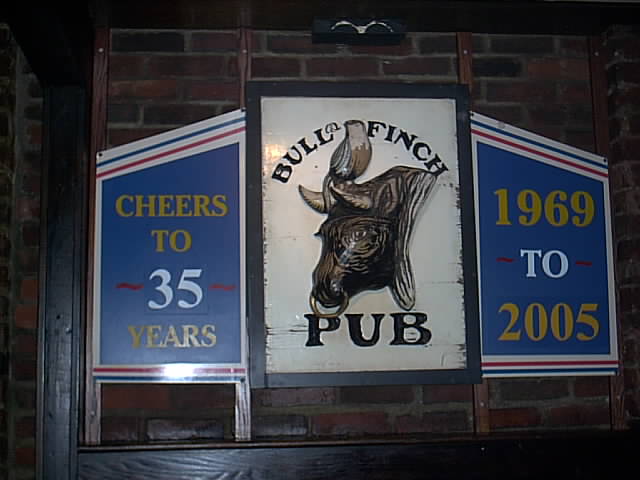 CHEERS
TO
~ 35 ~
YEARS
BULL & FINCH
PUB
1969
~ TO ~
2005